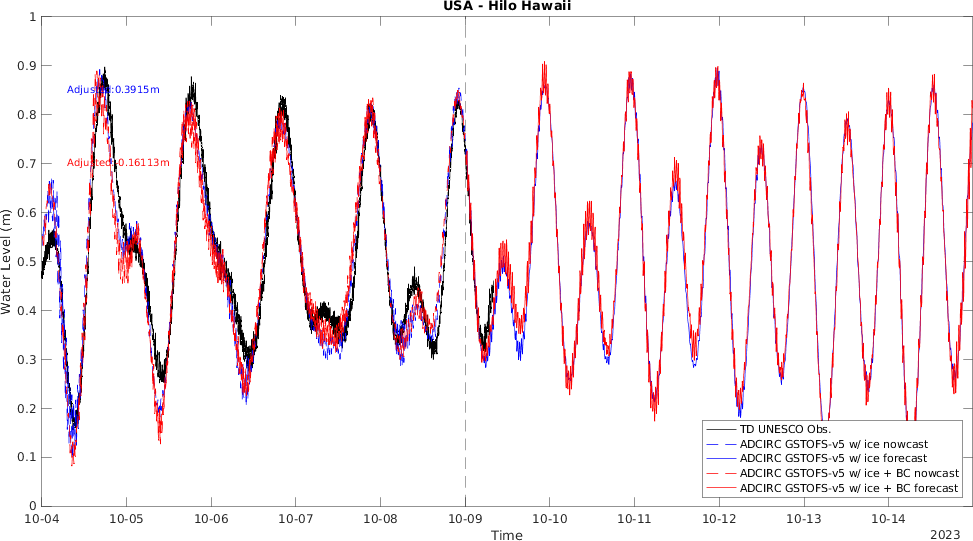 USA - Hilo Hawaii
1
0.9
0.8
0.7
0.6
0.5
0.4
0.3
0.2
0.1
0
Water Level (m)
Adjusted:0.3915m
Adjusted:-0.16113m
TD UNESCO Obs.
ADCIRC GSTOFS-v5 w/ ice nowcast
ADCIRC GSTOFS-v5 w/ ice forecast
ADCIRC GSTOFS-v5 w/ ice + BC nowcast
ADCIRC GSTOFS-v5 w/ ice + BC forecast
10-04 10-05 10-06 10-07 10-08 10-09 10-10 10-11 10-12 10-13 10-14
Time
2023